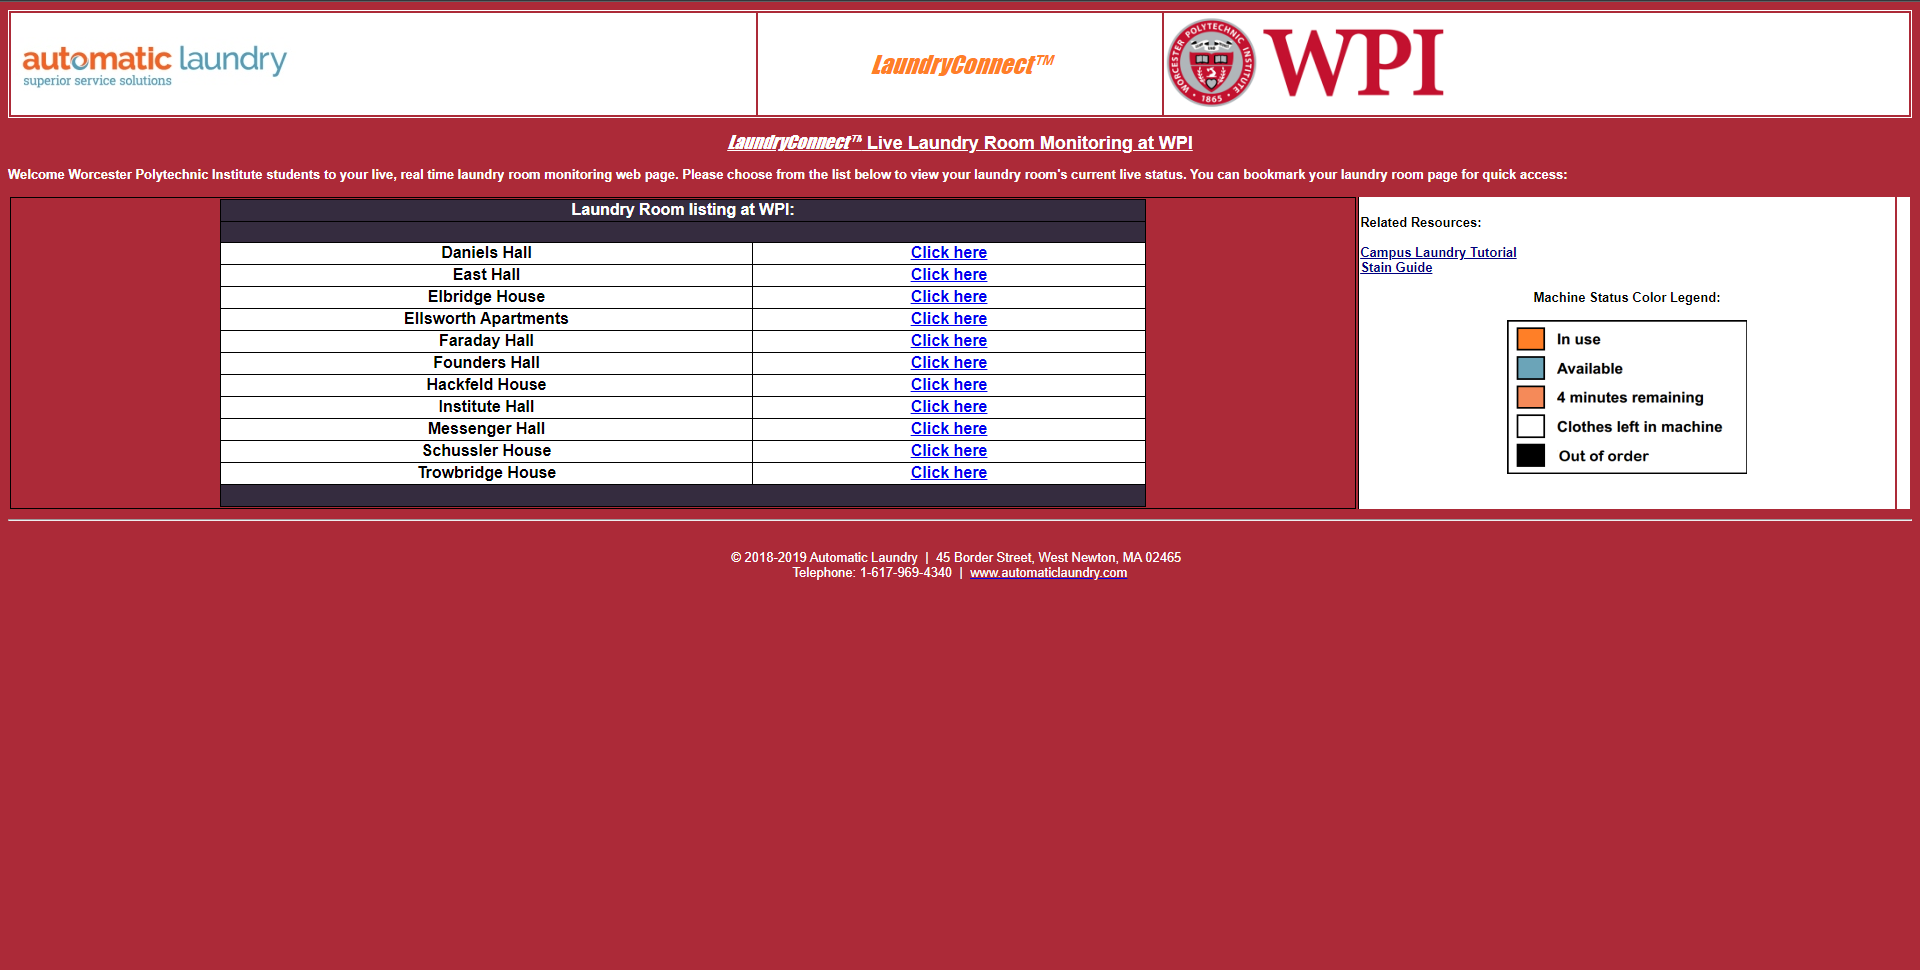 automatic laundry
superior service solutions
LaundryConnect™
WORCESTER POLYTECHNIC INSTITUTE
1865
WPI
LaundryConnect™ Live Laundry Room Monitoring at WPI
Welcome Worcester Polytechnic Institute students to your live, real time laundry room monitoring web page. Please choose from the list below to view your laundry room's current live status. You can bookmark your laundry room page for quick access:
Laundry Room listing at WPI:
Daniels Hall Click here
East Hall Click here
Elbridge House Click here
Ellsworth Apartments Click here
Faraday Hall Click here
Founders Hall Click here
Hackfeld House Click here
Institute Hall Click here
Messenger Hall Click here
Schussler House Click here
Trowbridge House Click here
Related Resources:
Campus Laundry Tutorial
Stain Guide
Machine Status Color Legend:
In use
Available
4 minutes remaining
Clothes left in machine
Out of order
© 2018-2019 Automatic Laundry | 45 Border Street, West Newton, MA 02465
Telephone: 1-617-969-4340 | www.automaticlaundry.com